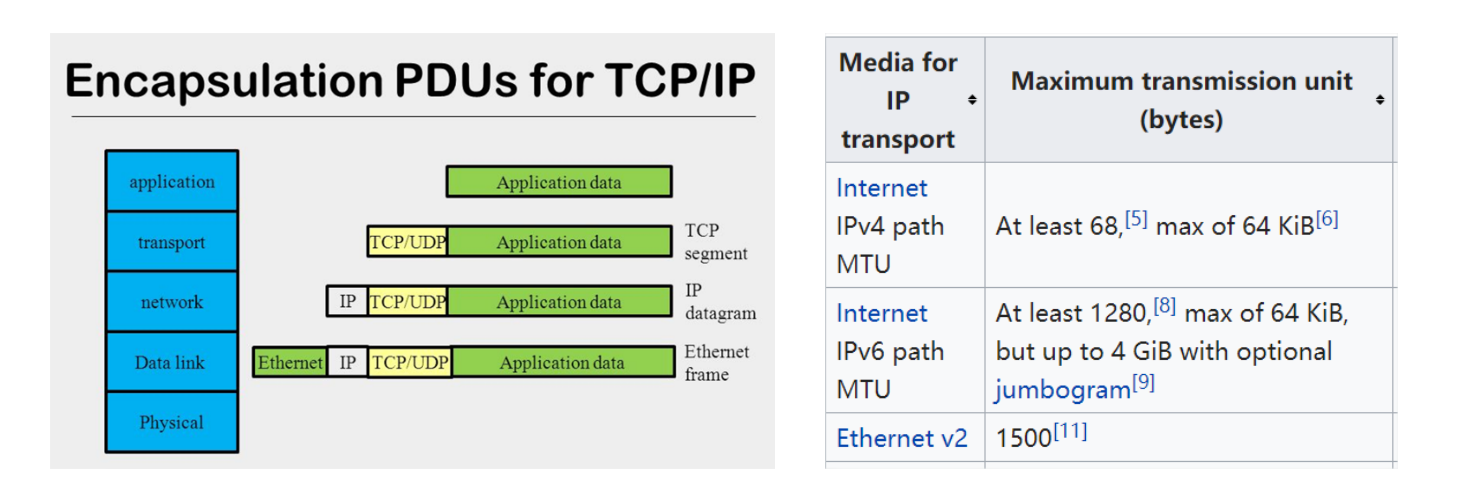 Encapsulation PDUs for TCP/IP
application
Application data
transport
TCP/UDP
Application data
TCP
segment
network
IP
TCP/UDP
Application data
IP
datagram
Data link
Ethernet
IP
TCP/UDP
Application data
Ethernet
frame
Physical
Media for
IP
transport
Maximum transmission unit
(bytes)
Internet
IPv4 path
MTU
At least 68,[5] max of 64 KiB[6]
Internet
IPv6 path
MTU
At least 1280,[8] max of 64 KiB,
but up to 4 GiB with optional
jumbogram[9]
Ethernet v2
1500[11]